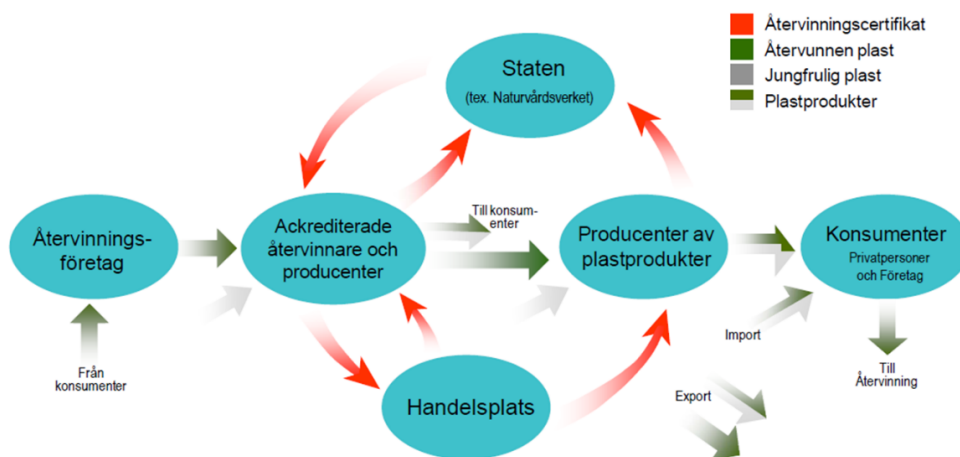 Återvinningscertifikat
Återvunnen plast
Jungfrulig plast
Plastprodukter
Staten
(tex. Naturvårdsverket)
Återvinnings-
företag
Ackrediterade
återvinnare och
producenter
Till konsum-
enter
Producenter av
plastprodukter
Konsumenter
Privatpersoner
och Företag
Från
konsumenter
Handelsplats
Import
Export
Till
Återvinning